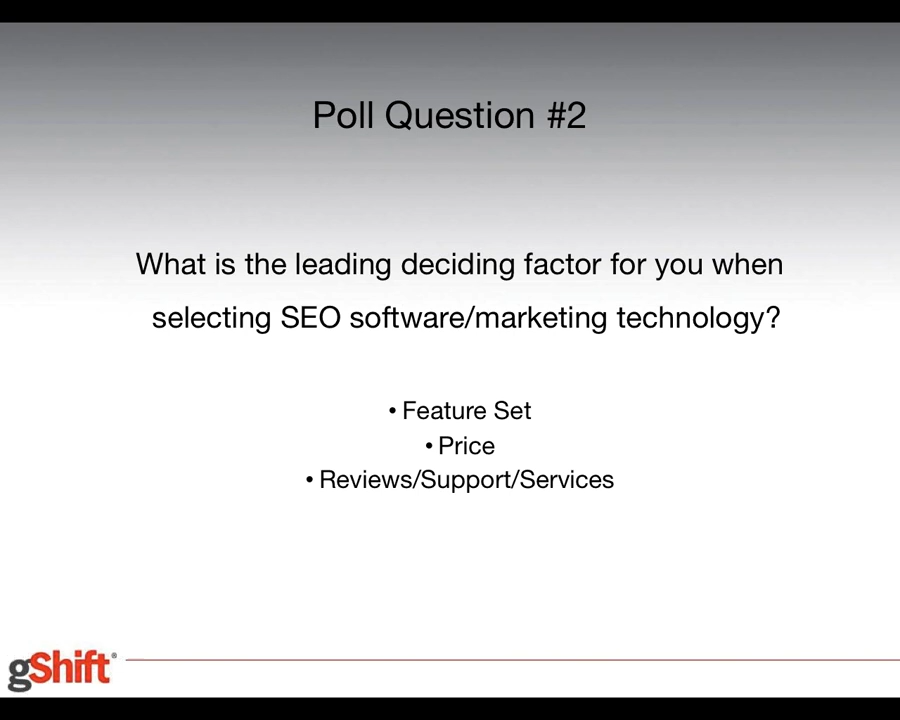 Poll Question #2
What is the leading deciding factor for you when
selecting SEO software/marketing technology?
• Feature Set
• Price
• Reviews/Support/Services
gShift®